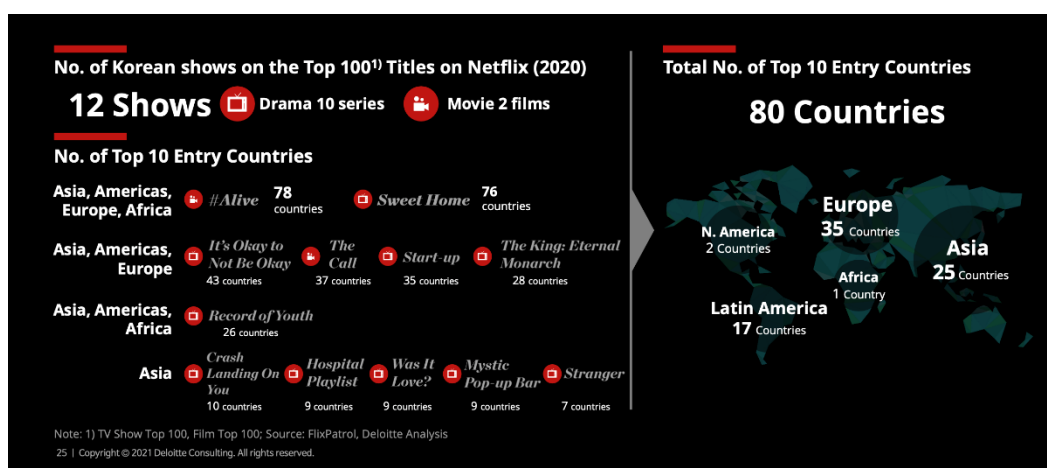 No. of Korean shows on the Top 100¹⁾ Titles on Netflix (2020)
12 Shows Drama 10 series Movie 2 films
No. of Top 10 Entry Countries
Asia, Americas,
Europe, Africa
#Alive 78
countries
Sweet Home 76
countries
Asia, Americas,
Europe
It's Okay to
Not Be Okay
43 countries
The
Call
37 countries
Start-up
35 countries
The King: Eternal
Monarch
28 countries
Asia, Americas,
Africa
Record of Youth
26 countries
Asia
Crash
Landing On
You
10 countries
Hospital
Playlist
9 countries
Was It
Love?
9 countries
Mystic
Pop-up Bar
9 countries
Stranger
7 countries
Total No. of Top 10 Entry Countries
80 Countries
N. America
2 Countries
Europe
35 Countries
Asia
25 Countries
Africa
1 Country
Latin America
17 Countries
Note: 1) TV Show Top 100, Film Top 100; Source: FlixPatrol, Deloitte Analysis
25 | Copyright © 2021 Deloitte Consulting. All rights reserved.